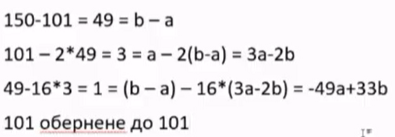 150-101 = 49 = b – a
101 – 2*49 = 3 = a – 2(b-a) = 3a-2b
49-16*3 = 1 = (b – a) – 16*(3a-2b) = -49a+33b
101 обернене до 101